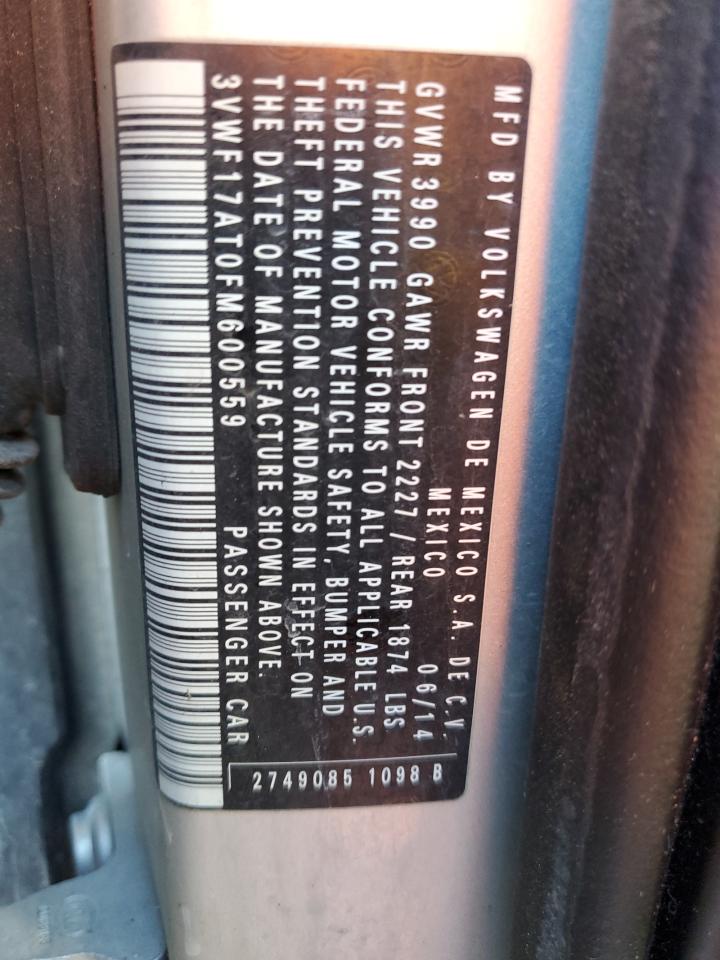 MFD BY VOLKSWAGEN DE MEXICO S.A. DE C.V.
MEXICO 06/14
GVWR 3990 GAWR FRONT 2227 / REAR 1874 LBS
THIS VEHICLE CONFORMS TO ALL APPLICABLE U.S.
FEDERAL MOTOR VEHICLE SAFETY, BUMPER AND
THEFT PREVENTION STANDARDS IN EFFECT ON
THE DATE OF MANUFACTURE SHOWN ABOVE.
3VWF17AT0FM600559 PASSENGER CAR
2749085 1098 B